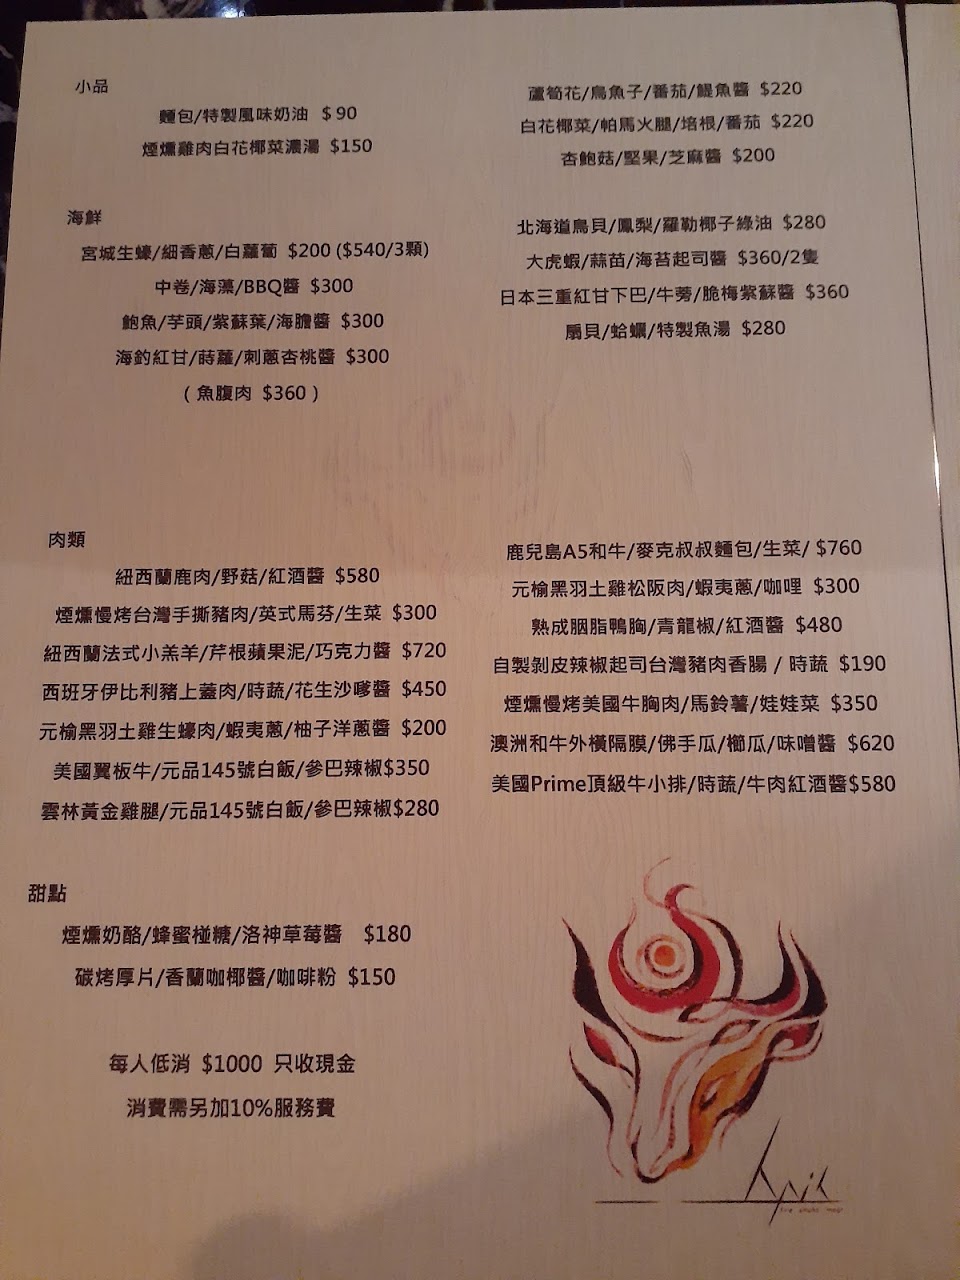 小品
麵包/特製風味奶油 $90
煙燻雞肉白花椰菜濃湯 $150
蘆筍花/烏魚子/番茄/鯷魚醬 $220
白花椰菜/帕馬火腿/培根/番茄 $220
杏鮑菇/堅果/芝麻醬 $200
海鮮
宮城生蠔/細香蔥/白蘿蔔 $200 ($540/3顆)
中卷/海藻/BBQ醬 $300
鮑魚/芋頭/紫蘇葉/海膽醬 $300
海釣紅甘/蒔蘿/刺蔥杏桃醬 $300
( 魚腹肉 $360 )
北海道鳥貝/鳳梨/羅勒椰子綠油 $280
大虎蝦/蒜苗/海苔起司醬 $360/2隻
日本三重紅甘下巴/牛蒡/脆梅紫蘇醬 $360
扇貝/蛤蠣/特製魚湯 $280
肉類
紐西蘭鹿肉/野菇/紅酒醬 $580
煙燻慢烤台灣手撕豬肉/英式馬芬/生菜 $300
紐西蘭法式小羔羊/芹根蘋果泥/巧克力醬 $720
西班牙伊比利豬上蓋肉/時蔬/花生沙嗲醬 $450
元榆黑羽土雞生蠔肉/蝦夷蔥/柚子洋蔥醬 $200
美國翼板牛/元品145號白飯/參巴辣椒$350
雲林黃金雞腿/元品145號白飯/參巴辣椒$280
鹿兒島A5和牛/麥克叔叔麵包/生菜/ $760
元榆黑羽土雞松阪肉/蝦夷蔥/咖哩 $300
熟成胭脂鴨胸/青龍椒/紅酒醬 $480
自製剝皮辣椒起司台灣豬肉香腸 / 時蔬 $190
煙燻慢烤美國牛胸肉/馬鈴薯/娃娃菜 $350
澳洲和牛外橫隔膜/佛手瓜/櫛瓜/味噌醬 $620
美國Prime頂級牛小排/時蔬/牛肉紅酒醬$580
甜點
煙燻奶酪/蜂蜜椪糖/洛神草莓醬 $180
碳烤厚片/香蘭咖椰醬/咖啡粉 $150
每人低消 $1000 只收現金
消費需另加10%服務費